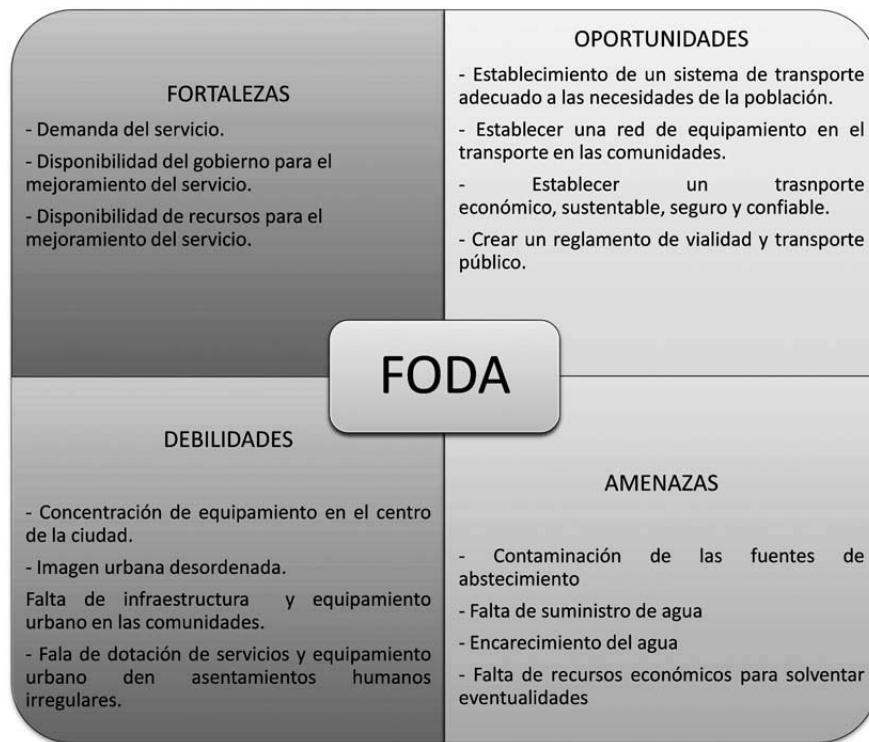 FORTALEZAS
- Demanda del servicio.
- Disponibilidad del gobierno para el
mejoramiento del servicio.
- Disponibilidad de recursos para el
mejoramiento del servicio.
OPORTUNIDADES
- Establecimiento de un sistema de transporte
adecuado a las necesidades de la población.
- Establecer una red de equipamiento en el
transporte en las comunidades.
- Establecer un trasnporte
económico, sustentable, seguro y confiable.
- Crear un reglamento de vialidad y transporte
público.
FODA
DEBILIDADES
- Concentración de equipamiento en el centro
de la ciudad.
- Imagen urbana desordenada.
Falta de infraestructura y equipamiento
urbano en las comunidades.
- Fala de dotación de servicios y equipamiento
urbano den asentamientos humanos
irregulares.
AMENAZAS
- Contaminación de las fuentes de
abstecimiento
- Falta de suministro de agua
- Encarecimiento del agua
- Falta de recursos económicos para solventar
eventualidades